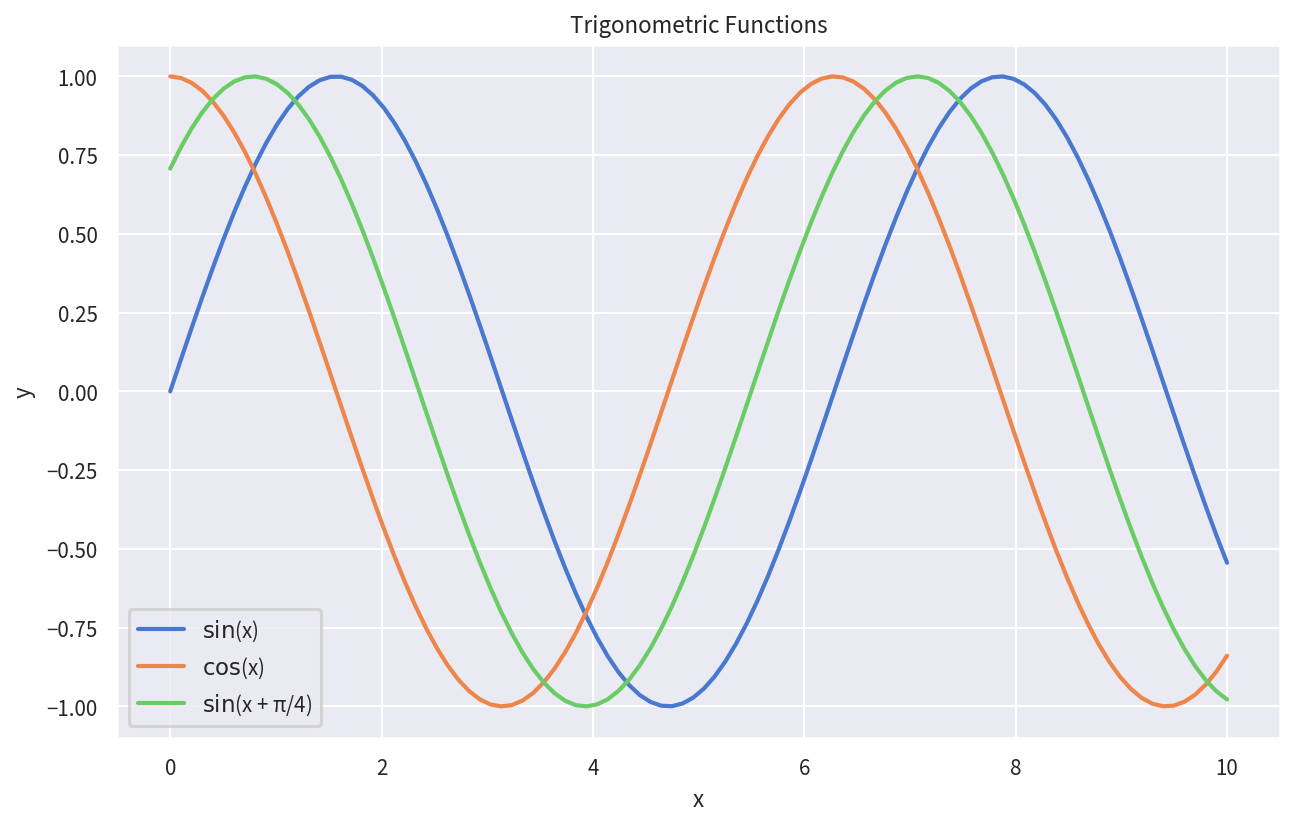 Trigonometric Functions
1.00
0.75
0.50
0.25
0.00
−0.25
−0.50
−0.75
−1.00
y
sin(x)
cos(x)
sin(x + π/4)
0 2 4 6 8 10
x